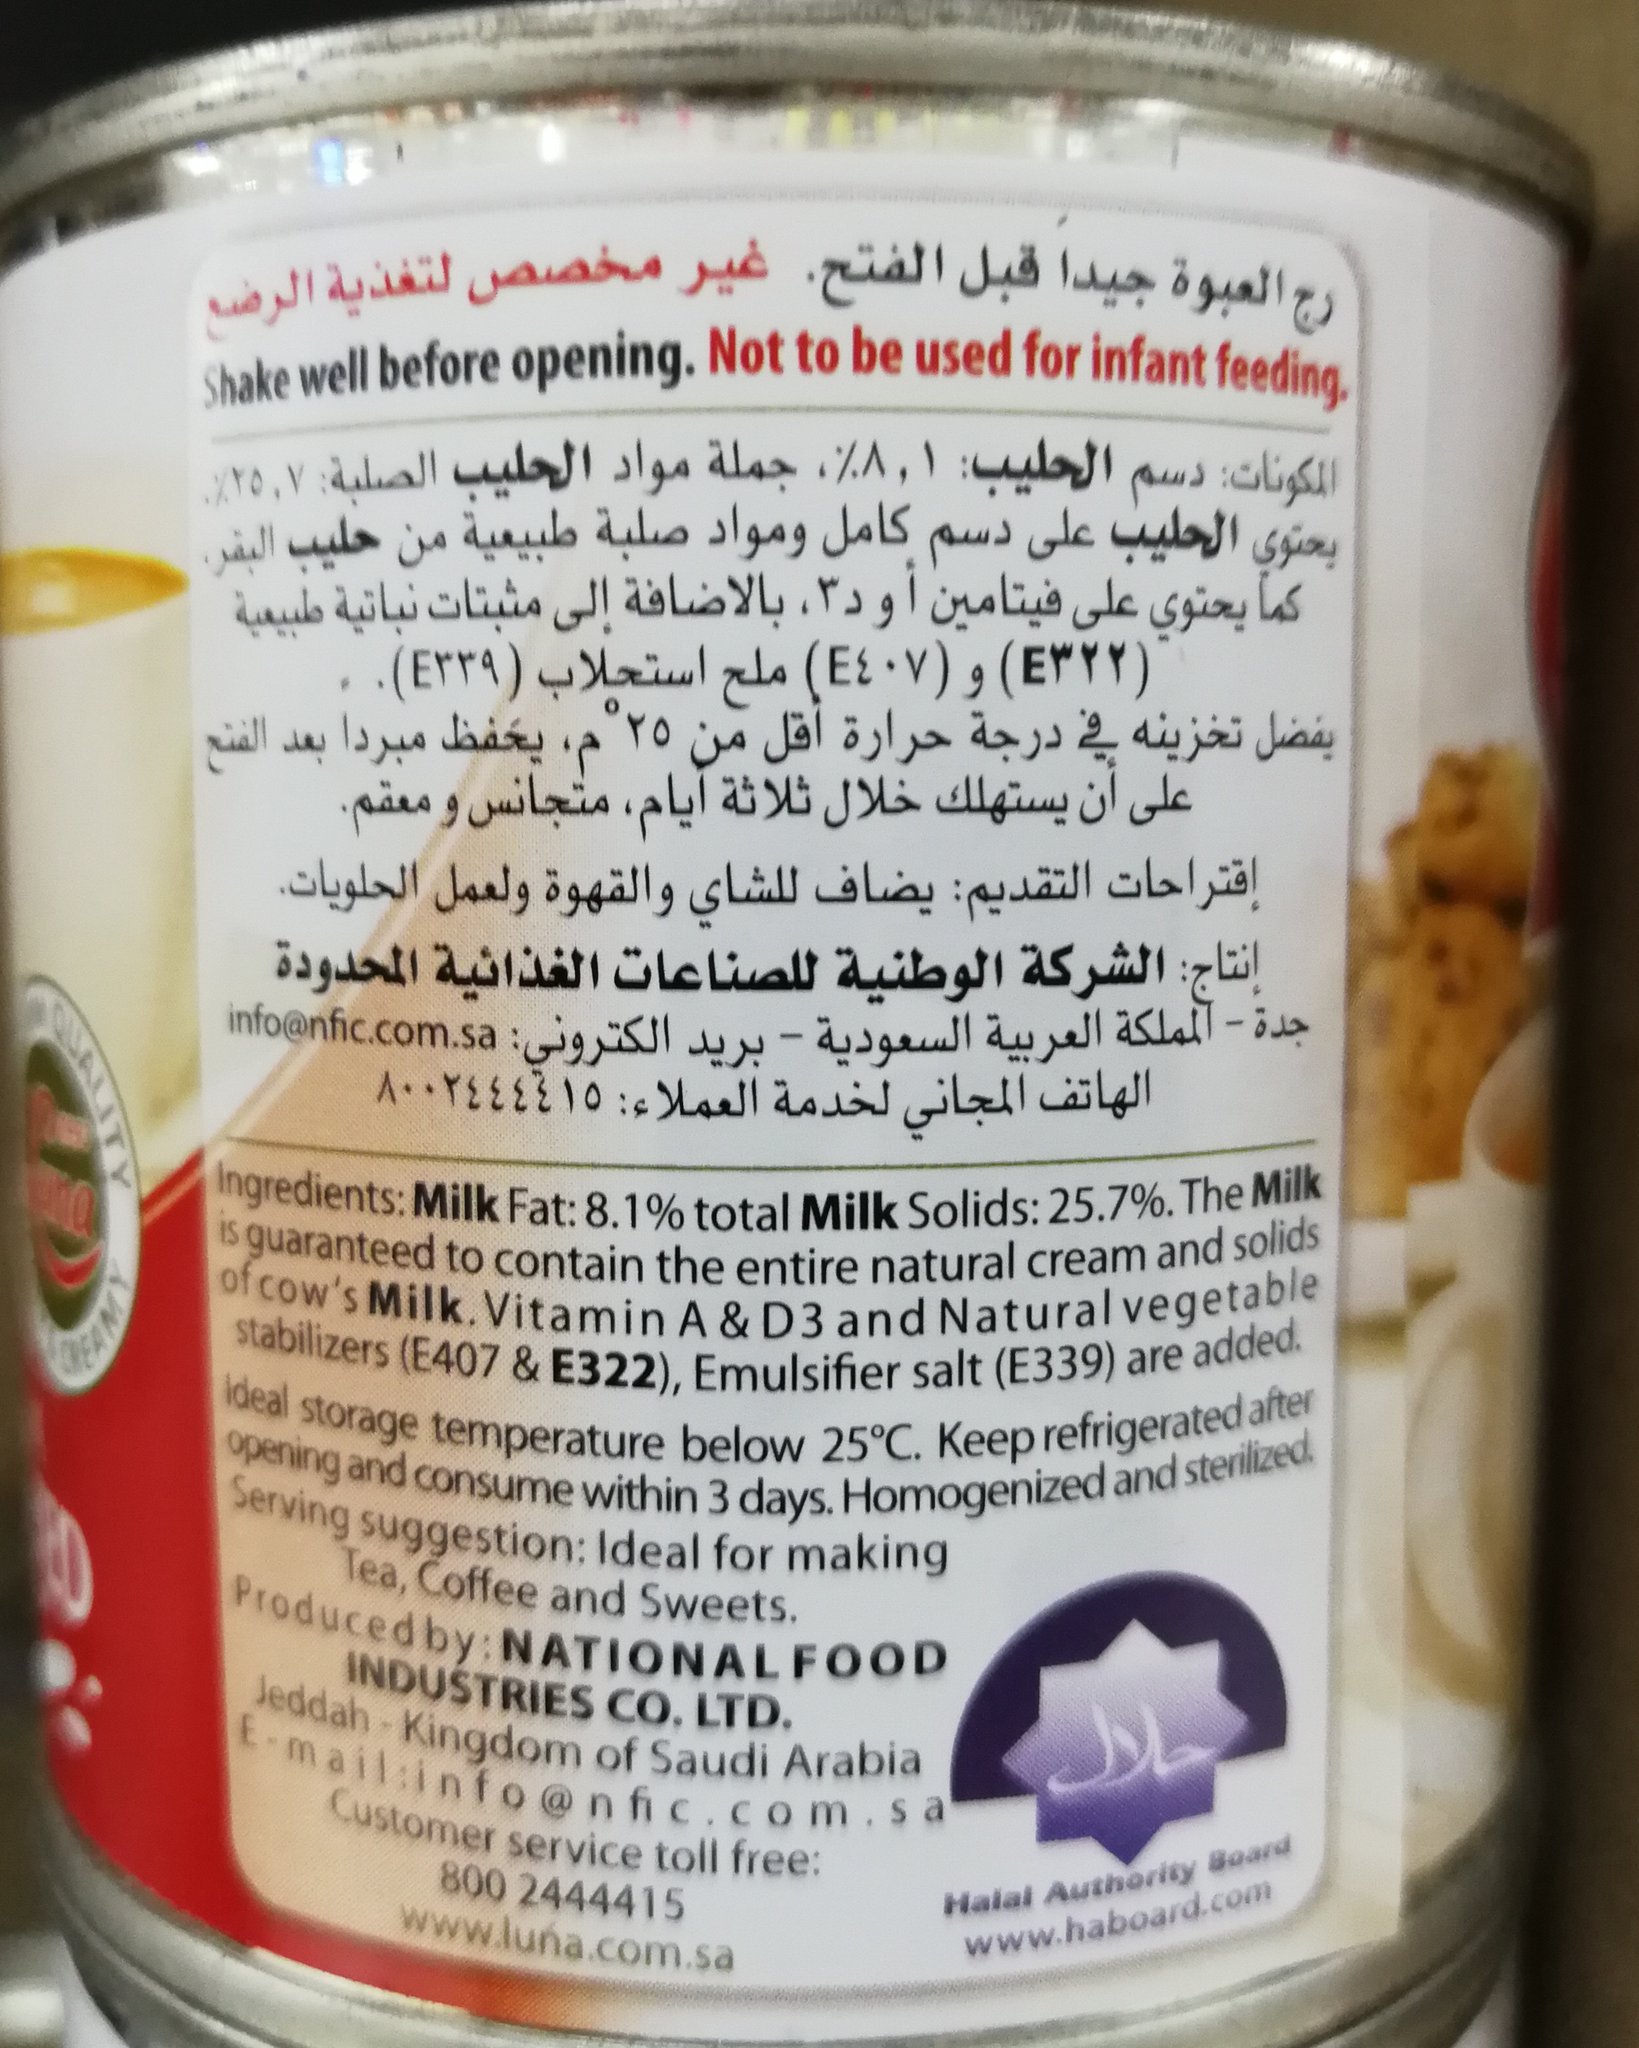 رج العبوة جيداً قبل الفتح. غير مخصص لتغذية الرضع
Shake well before opening. Not to be used for infant feeding.
المكونات: دسم الحليب: ٨,١٪، جملة مواد الحليب الصلبة: ٢٥,٧٪.
يحتوي الحليب على دسم كامل ومواد صلبة طبيعية من حليب البقر.
كما يحتوي على فيتامين أ و د٣، بالاضافة إلى مثبتات نباتية طبيعية
(E٣٢٢) و (E٤٠٧) ملح استحلاب (E٣٣٩).
يفضل تخزينه في درجة حرارة أقل من ٢٥°م، يحفظ مبرداً بعد الفتح
على أن يستهلك خلال ثلاثة أيام، متجانس و معقم.
إقتراحات التقديم: يضاف للشاي والقهوة ولعمل الحلويات.
إنتاج: الشركة الوطنية للصناعات الغذائية المحدودة
جدة - المملكة العربية السعودية - بريد الكتروني: info@nfic.com.sa
الهاتف المجاني لخدمة العملاء: ٨٠٠٢٤٤٤٤١٥
Ingredients: Milk Fat: 8.1% total Milk Solids: 25.7%. The Milk
is guaranteed to contain the entire natural cream and solids
of cow's Milk. Vitamin A & D3 and Natural vegetable
stabilizers (E407 & E322), Emulsifier salt (E339) are added.
Ideal storage temperature below 25°C. Keep refrigerated after
opening and consume within 3 days. Homogenized and sterilized.
Serving suggestion: Ideal for making
Tea, Coffee and Sweets.
Produced by: NATIONAL FOOD
INDUSTRIES CO. LTD.
Jeddah - Kingdom of Saudi Arabia
E-mail:info@nfic.com.sa
Customer service toll free:
800 2444415
www.luna.com.sa
حلال
Halal Authority Board
www.haboard.com
QUALITY
CREAMY